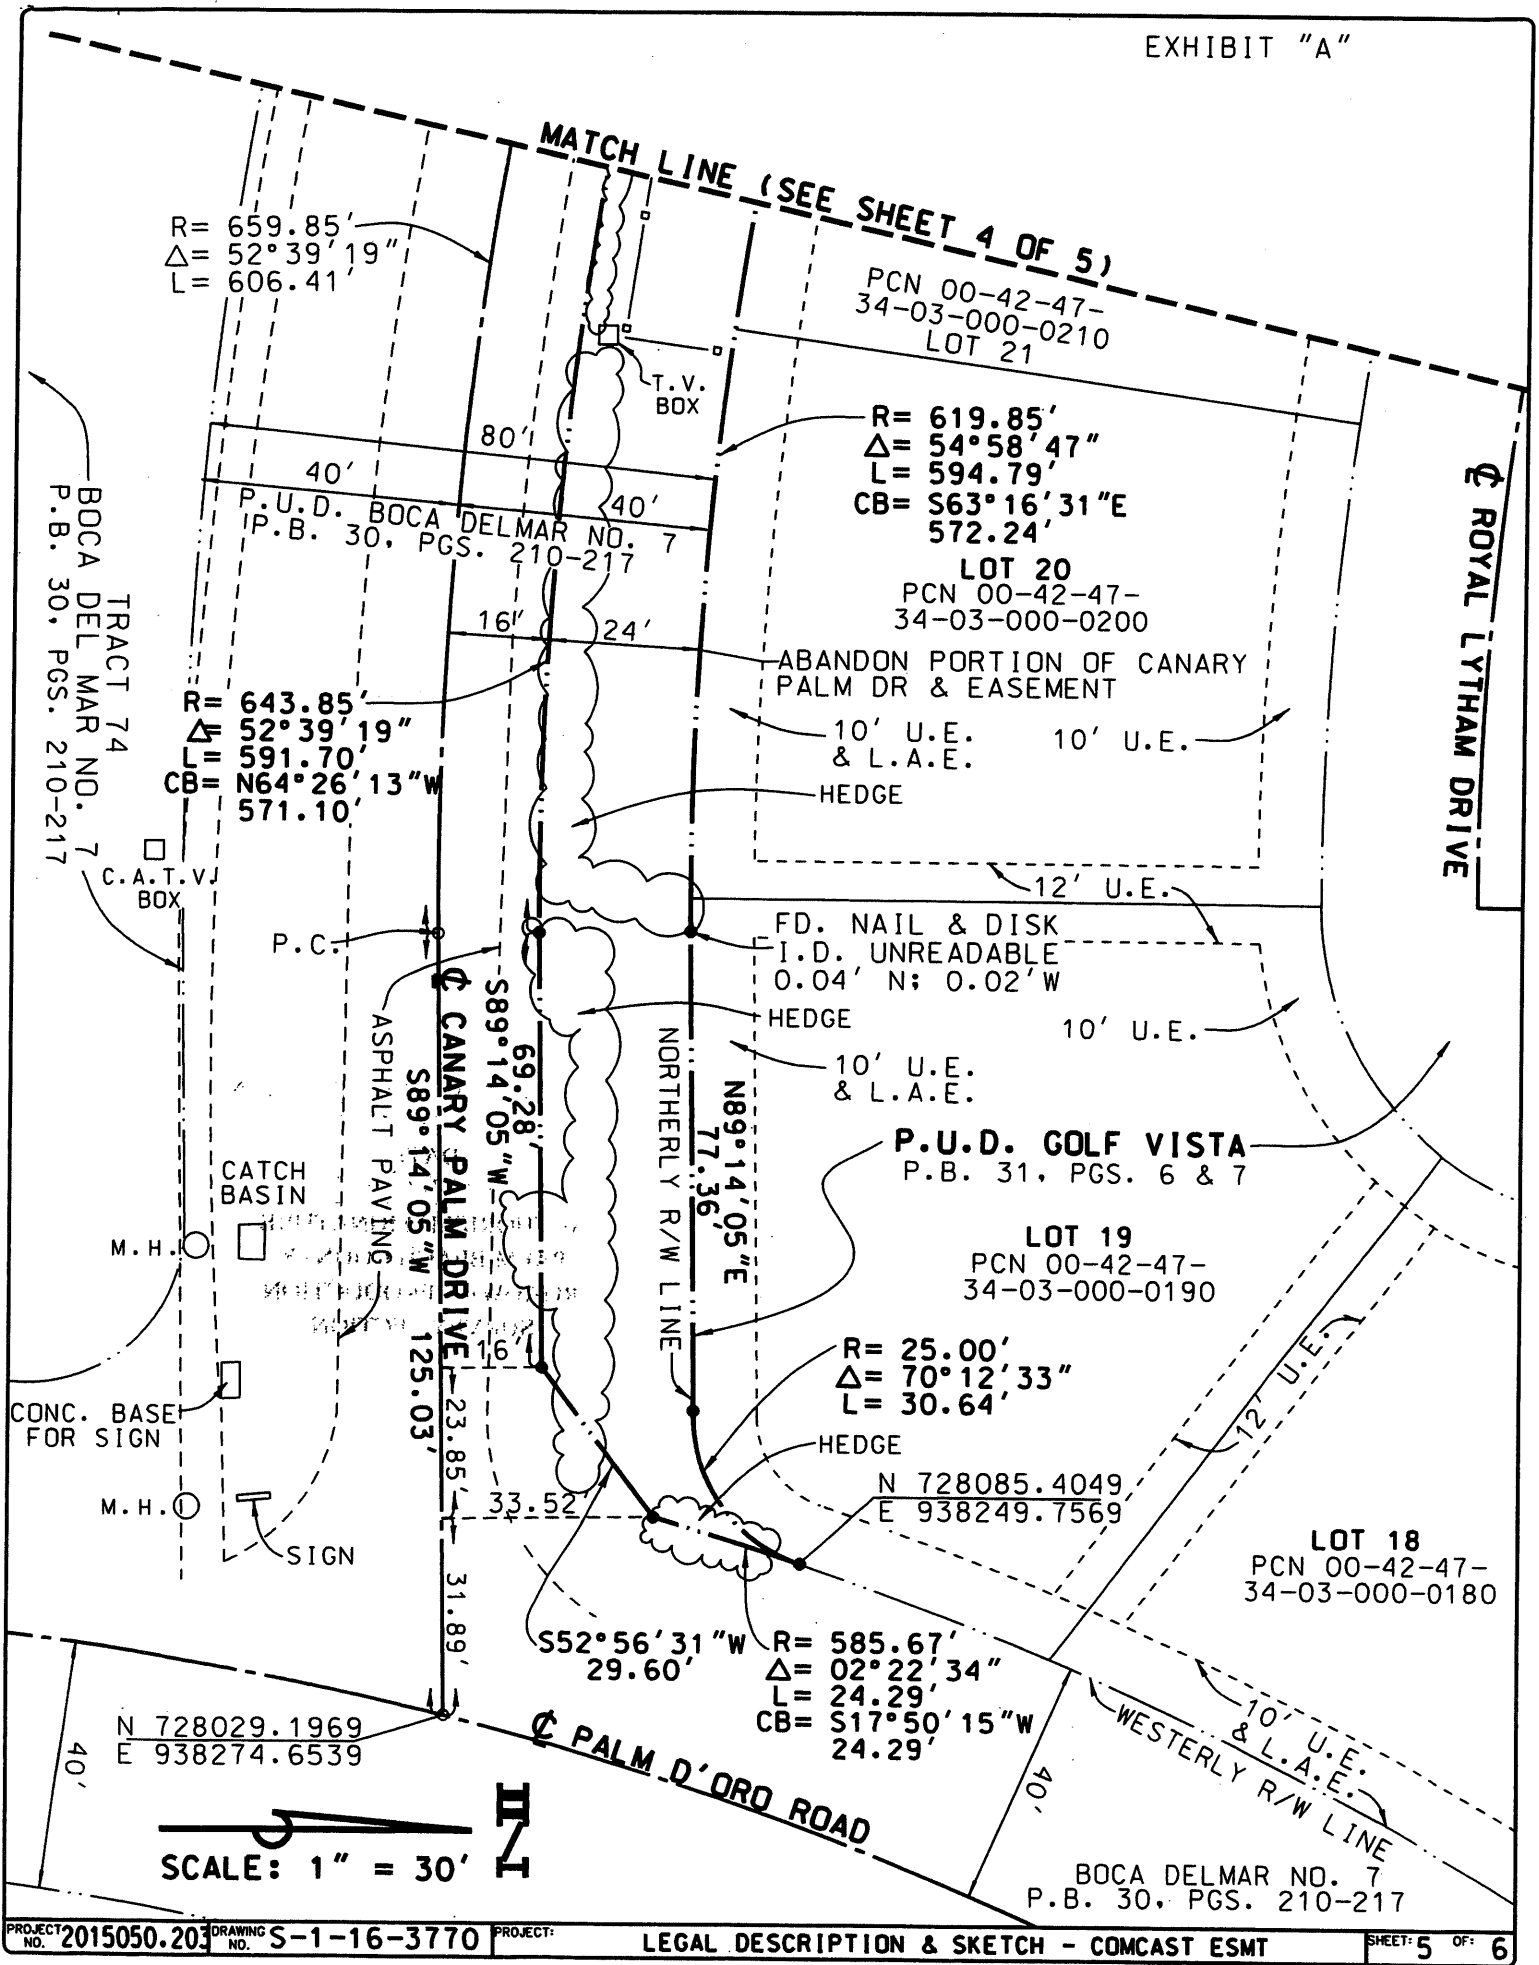 EXHIBIT "A"
MATCH LINE (SEE SHEET 4 OF 5)
R= 659.85'
Δ= 52°39'19"
L= 606.41'
PCN 00-42-47-
34-03-000-0210
LOT 21
T.V.
BOX
80'
40'
40'
P.U.D. BOCA DELMAR NO. 7
P.B. 30, PGS. 210-217
R= 619.85'
Δ= 54°58'47"
L= 594.79'
CB= S63°16'31"E
572.24'
LOT 20
PCN 00-42-47-
34-03-000-0200
℄ ROYAL LYTHAM DRIVE
TRACT 74
BOCA DEL MAR NO. 7
P.B. 30, PGS. 210-217
16'
24'
ABANDON PORTION OF CANARY
PALM DR & EASEMENT
R= 643.85'
Δ= 52°39'19"
L= 591.70'
CB= N64°26'13"W
571.10'
10' U.E.
& L.A.E.
10' U.E.
HEDGE
C.A.T.V.
BOX
12' U.E.
P.C.
FD. NAIL & DISK
I.D. UNREADABLE
0.04' N; 0.02'W
HEDGE
10' U.E.
10' U.E.
& L.A.E.
ASPHALT PAVING
℄ CANARY PALM DRIVE
S89°14'05"W 125.03'
69.28'
S89°14'05"W
NORTHERLY R/W LINE
N89°14'05"E
77.36'
P.U.D. GOLF VISTA
P.B. 31, PGS. 6 & 7
CATCH
BASIN
M.H.
LOT 19
PCN 00-42-47-
34-03-000-0190
16'
R= 25.00'
Δ= 70°12'33"
L= 30.64'
12' U.E.
CONC. BASE
FOR SIGN
23.85'
HEDGE
M.H.
33.52'
N 728085.4049
E 938249.7569
SIGN
31.89'
LOT 18
PCN 00-42-47-
34-03-000-0180
S52°56'31"W
29.60'
R= 585.67'
Δ= 02°22'34"
L= 24.29'
CB= S17°50'15"W
24.29'
10' U.E.
& L.A.E.
WESTERLY R/W LINE
N 728029.1969
E 938274.6539
40'
℄ PALM D'ORO ROAD
40'
SCALE: 1" = 30'
BOCA DELMAR NO. 7
P.B. 30, PGS. 210-217
PROJECT NO. 2015050.203
DRAWING NO. S-1-16-3770
PROJECT:
LEGAL DESCRIPTION & SKETCH - COMCAST ESMT
SHEET: 5 OF: 6